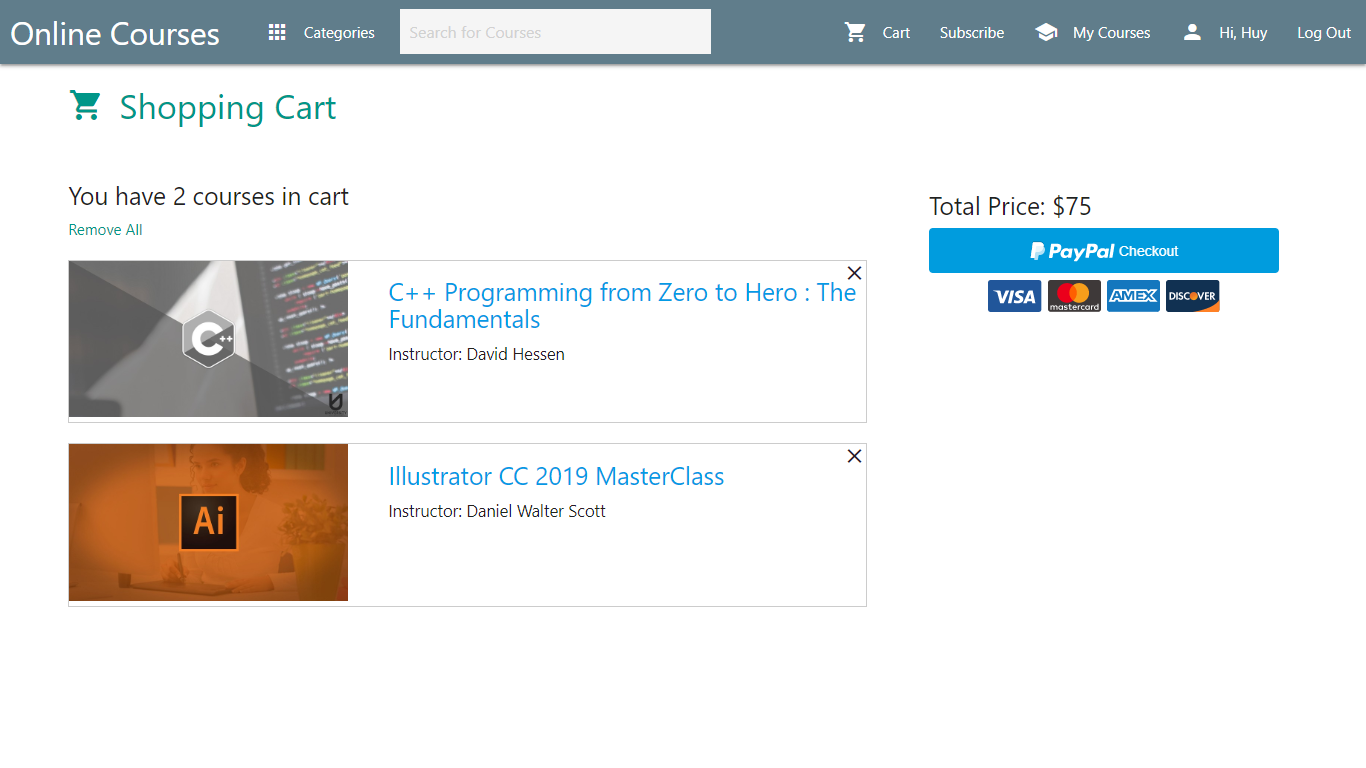 Online Courses
Categories
Search for Courses
Cart
Subscribe
My Courses
Hi, Huy
Log Out
Shopping Cart
You have 2 courses in cart
Remove All
C++
C++ Programming from Zero to Hero : The
Fundamentals
Instructor: David Hessen
Ai
Illustrator CC 2019 MasterClass
Instructor: Daniel Walter Scott
Total Price: $75
PayPal Checkout
VISA
mastercard
AMEX
DISCOVER